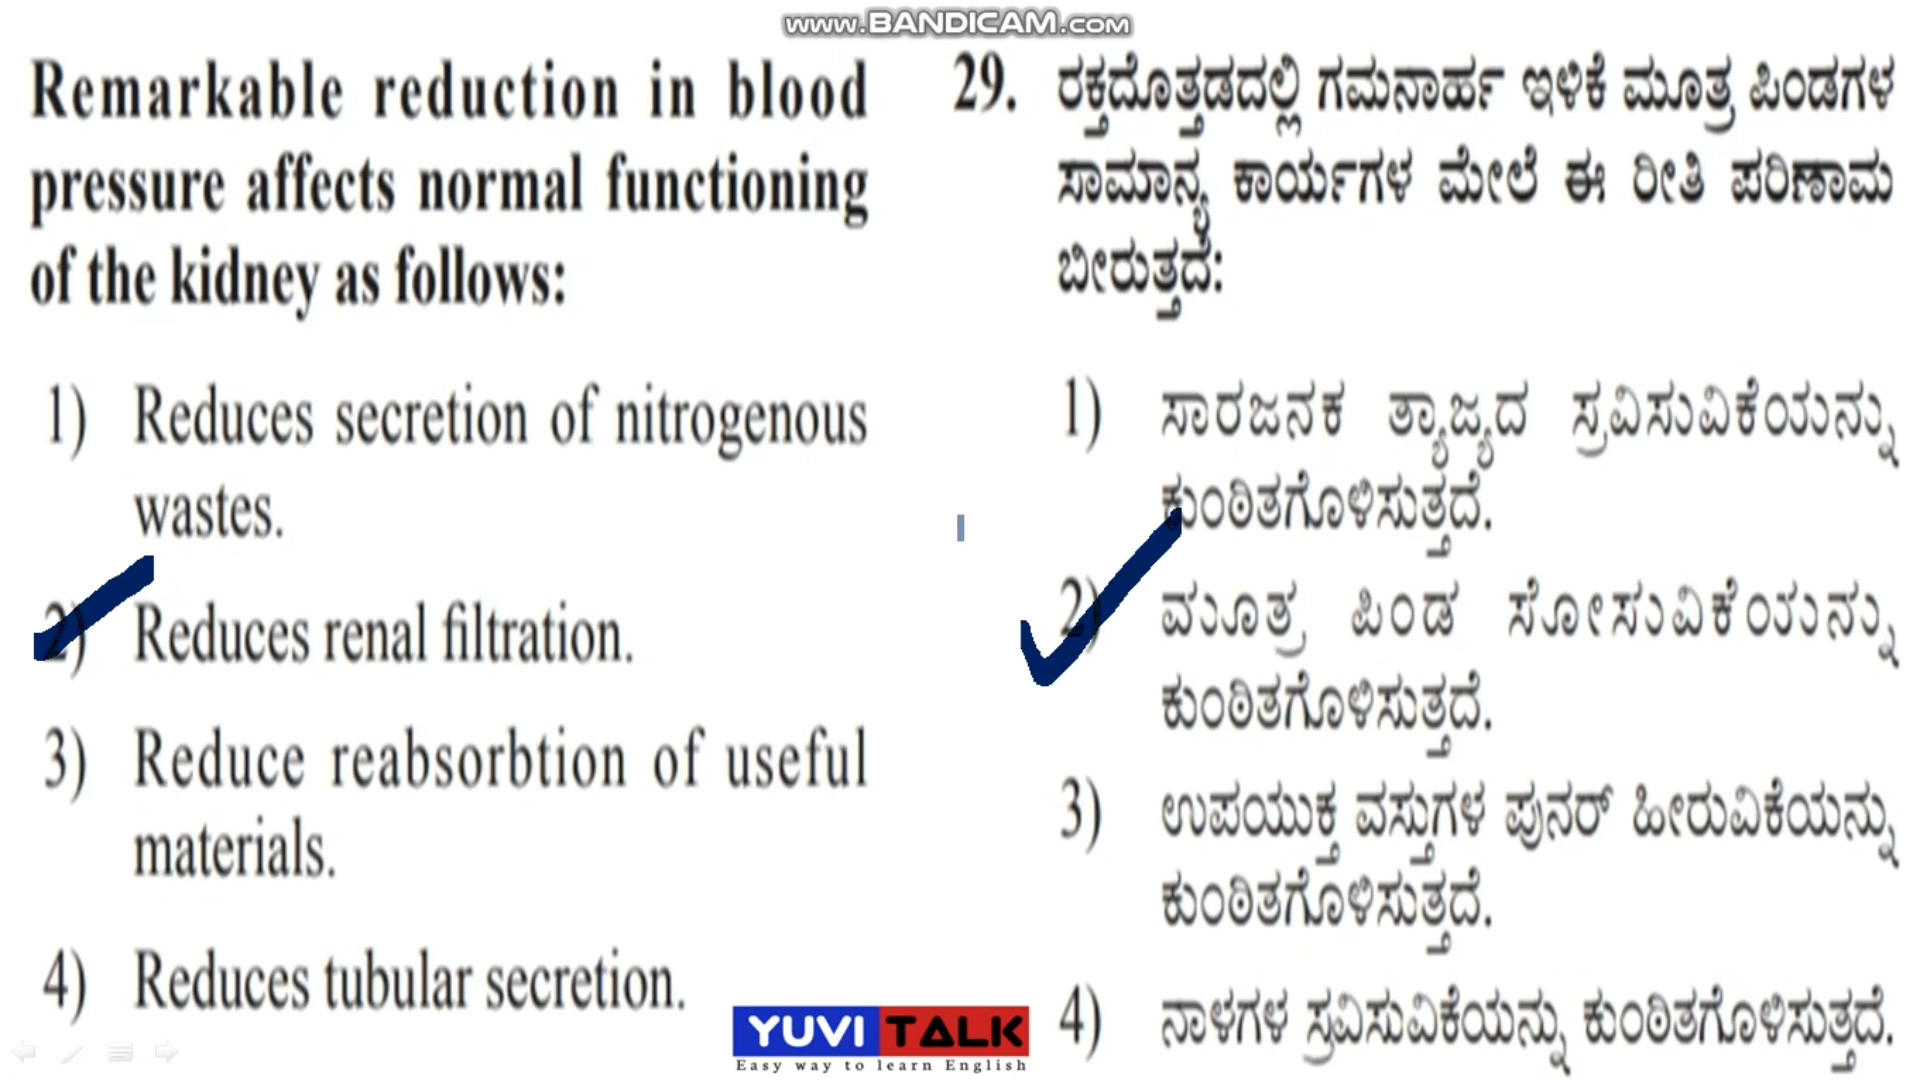 www.BANDICAM.com
Remarkable reduction in blood
pressure affects normal functioning
of the kidney as follows:
1) Reduces secretion of nitrogenous
wastes.
2) Reduces renal filtration.
3) Reduce reabsorbtion of useful
materials.
4) Reduces tubular secretion.
29. ರಕ್ತದೊತ್ತಡದಲ್ಲಿ ಗಮನಾರ್ಹ ಇಳಿಕೆ ಮೂತ್ರ ಪಿಂಡಗಳ
ಸಾಮಾನ್ಯ ಕಾರ್ಯಗಳ ಮೇಲೆ ಈ ರೀತಿ ಪರಿಣಾಮ
ಬೀರುತ್ತದೆ:
1) ಸಾರಜನಕ ತ್ಯಾಜ್ಯದ ಸ್ರವಿಸುವಿಕೆಯನ್ನು
ಕುಂಠಿತಗೊಳಿಸುತ್ತದೆ.
2) ಮೂತ್ರ ಪಿಂಡ ಸೋಸುವಿಕೆಯನ್ನು
ಕುಂಠಿತಗೊಳಿಸುತ್ತದೆ.
3) ಉಪಯುಕ್ತ ವಸ್ತುಗಳ ಪುನರ್ ಹೀರುವಿಕೆಯನ್ನು
ಕುಂಠಿತಗೊಳಿಸುತ್ತದೆ.
4) ನಾಳಗಳ ಸ್ರವಿಸುವಿಕೆಯನ್ನು ಕುಂಠಿತಗೊಳಿಸುತ್ತದೆ.
YUVI TALK
Easy way to learn English